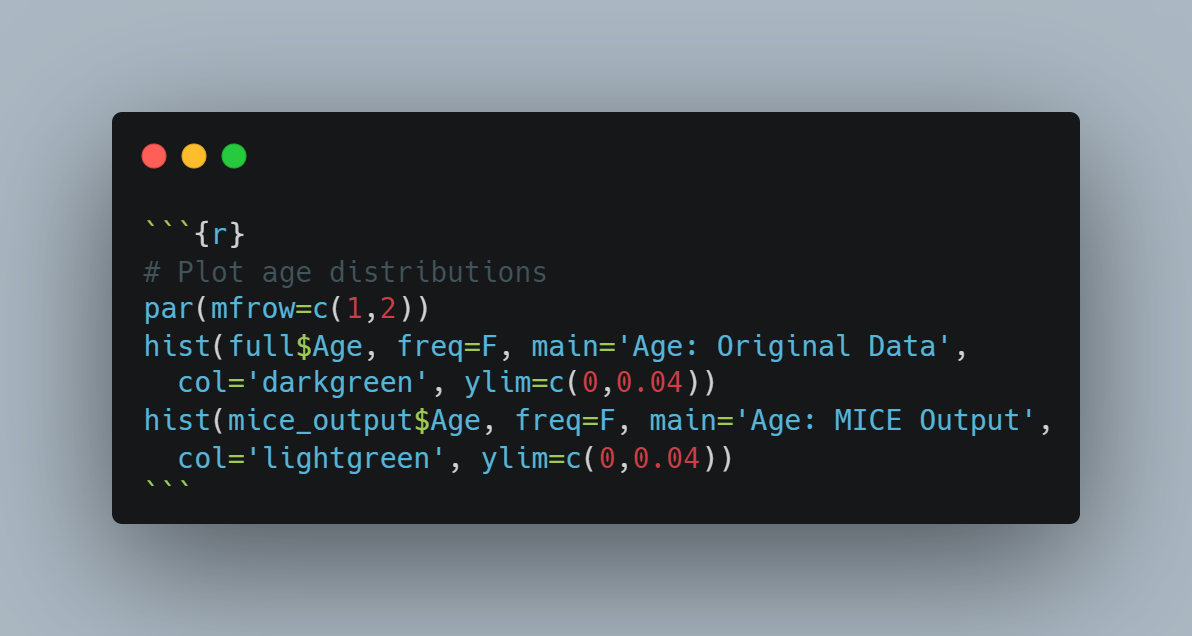 ```{r}
# Plot age distributions
par(mfrow=c(1,2))
hist(full$Age, freq=F, main='Age: Original Data',
  col='darkgreen', ylim=c(0,0.04))
hist(mice_output$Age, freq=F, main='Age: MICE Output',
  col='lightgreen', ylim=c(0,0.04))
```